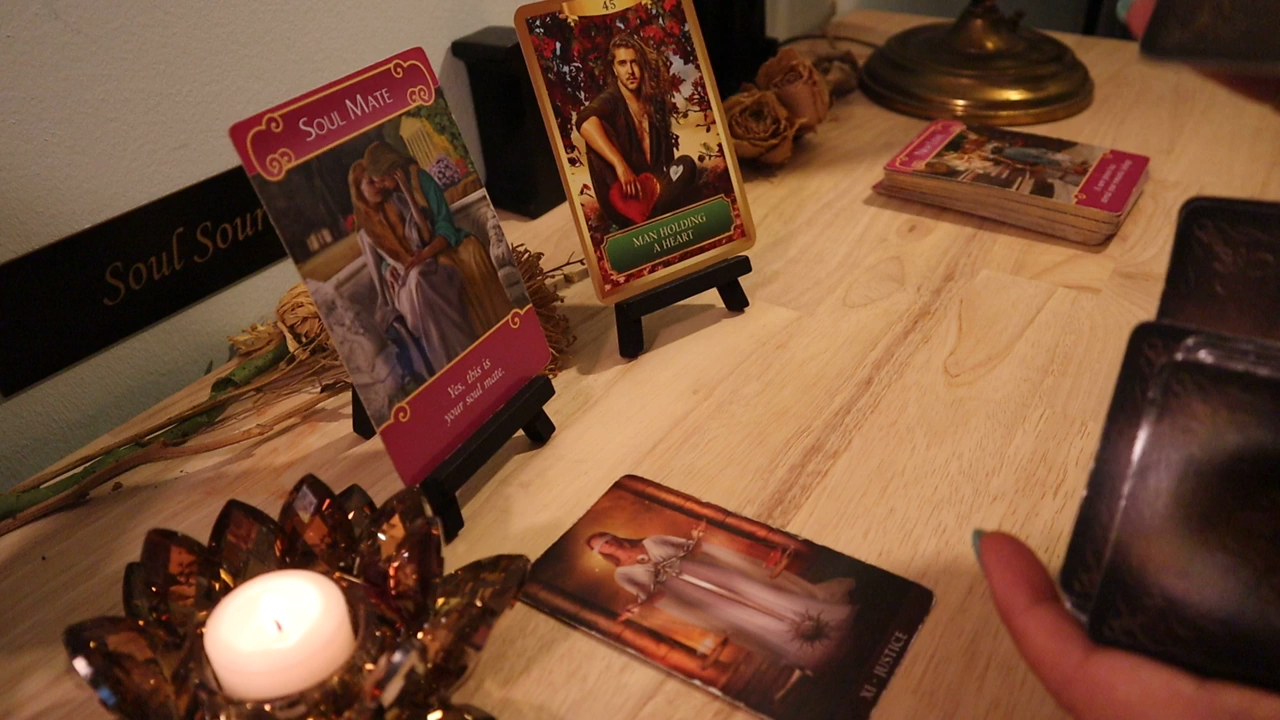 SOUL MATE
Yes, this is
your soul mate.
45
MAN HOLDING
A HEART
Soul Sour
XI - JUSTICE